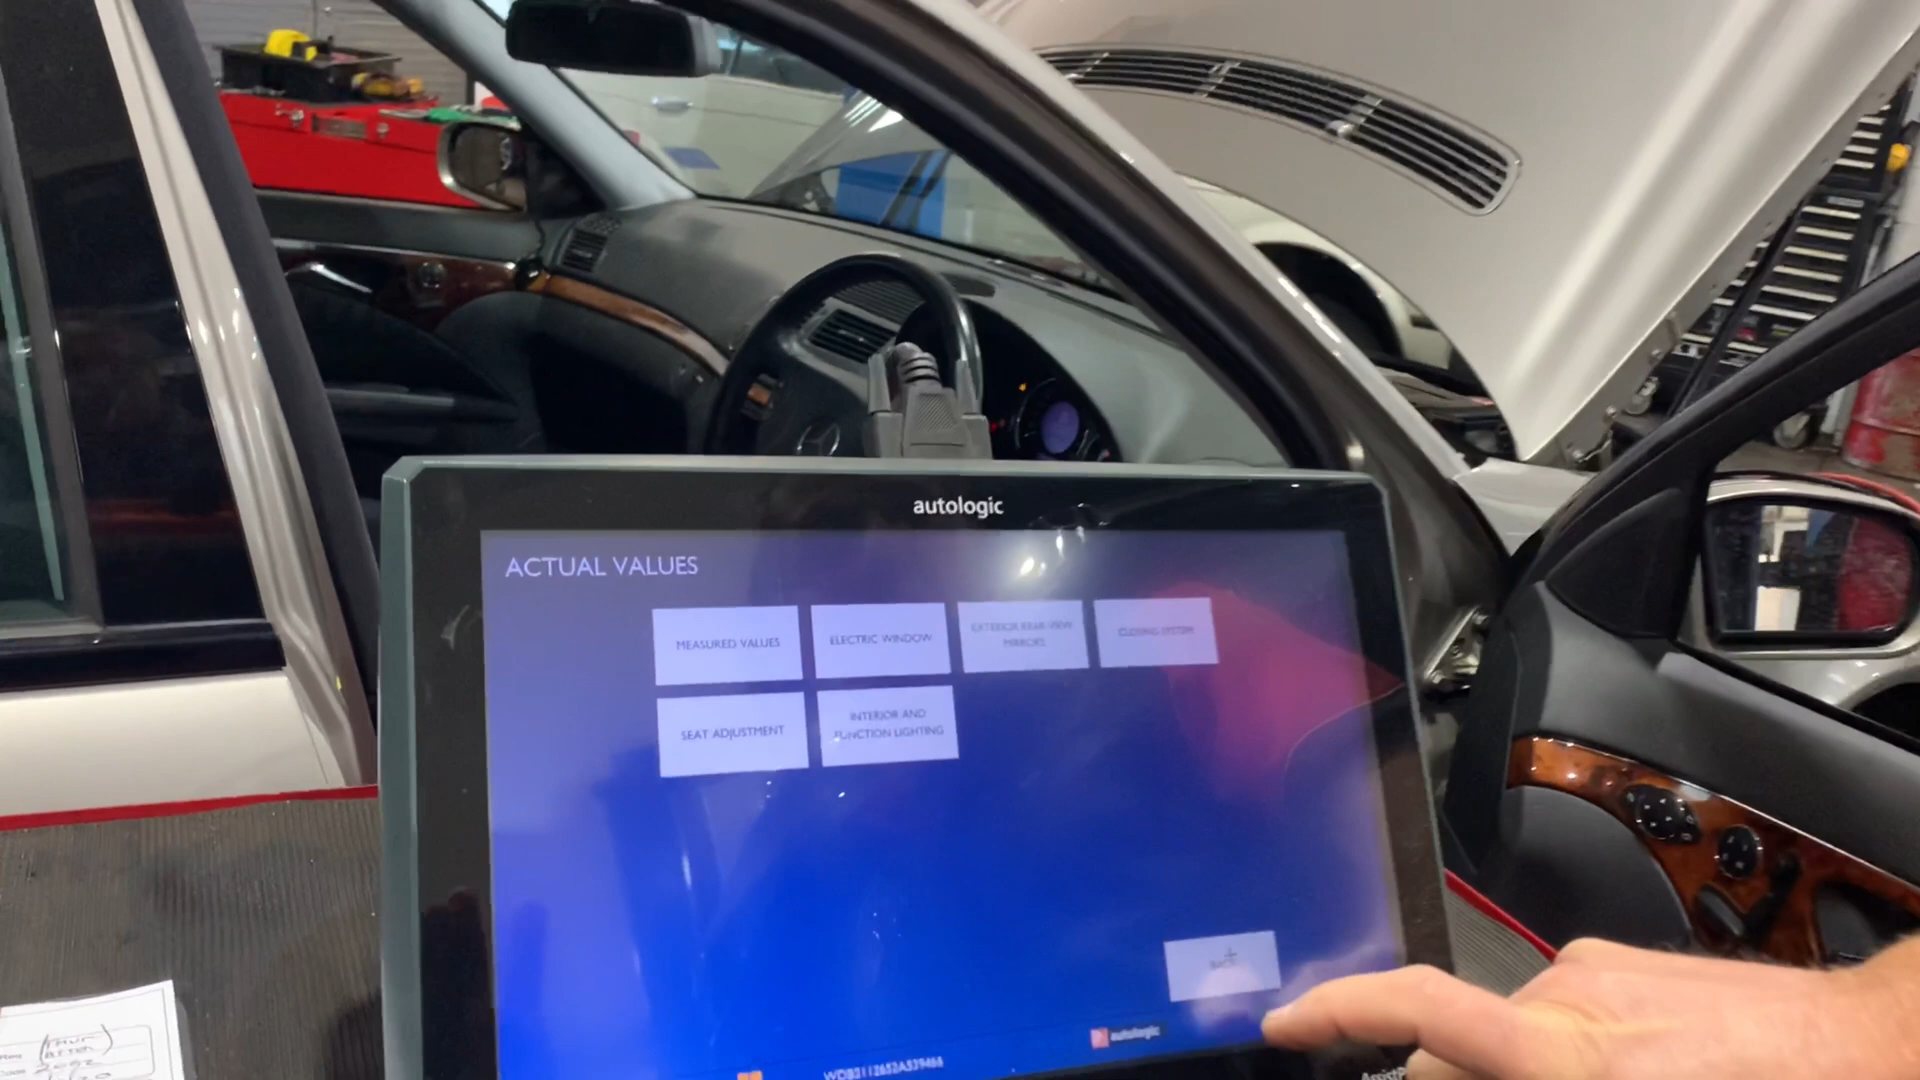 autologic
ACTUAL VALUES
MEASURED VALUES
ELECTRIC WINDOW
EXTERIOR REAR-VIEW
MIRRORS
CLOSING SYSTEM
SEAT ADJUSTMENT
INTERIOR AND
FUNCTION LIGHTING
BACK
autologic